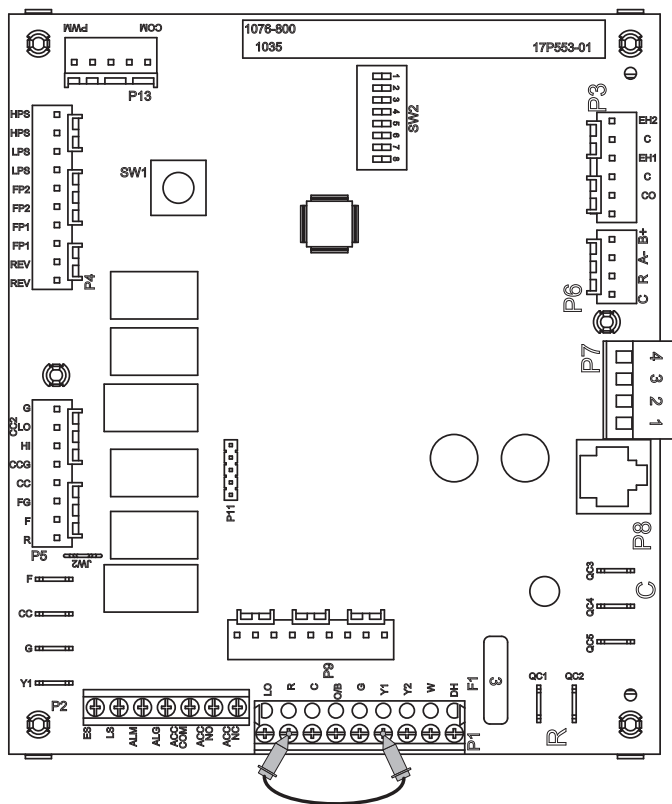 1076-800
1035 17P553-01
PWM COM
P13
HPS
HPS
LPS
LPS
FP2
FP2
FP1
FP1
REV
REV
P4
SW1
1
2
3
4
5
6
7
8
SW2
P3
EH2
C
EH1
C
CO
P6
B+
A-
R
C
P7
4
3
2
1
P8
C
QC3
QC4
QC5
G
CC2
LO
HI
CCG
CC
FG
F
R
P5
JW2
F
CC
G
Y1
P2
P11
P9
ES
LS
ALM
ALG
ACC COM
ACC NO
ACC NC
LO
R
C
O/B
G
Y1
Y2
W
DH
P1
F1
3
QC1
QC2
R